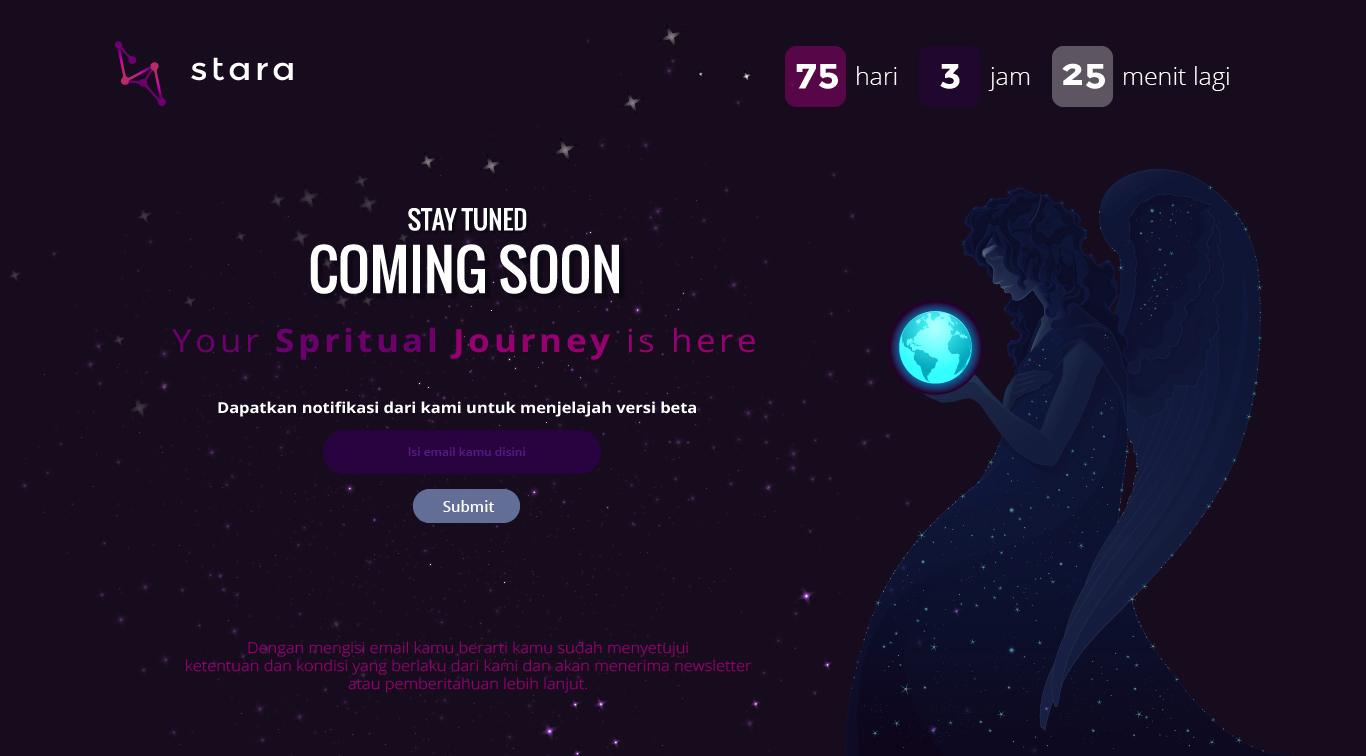 stara
75 hari 3 jam 25 menit lagi
STAY TUNED
COMING SOON
Your Spritual Journey is here
Dapatkan notifikasi dari kami untuk menjelajah versi beta
Isi email kamu disini
Submit
Dengan mengisi email kamu berarti kamu sudah menyetujui
ketentuan dan kondisi yang berlaku dari kami dan akan menerima newsletter
atau pemberitahuan lebih lanjut.